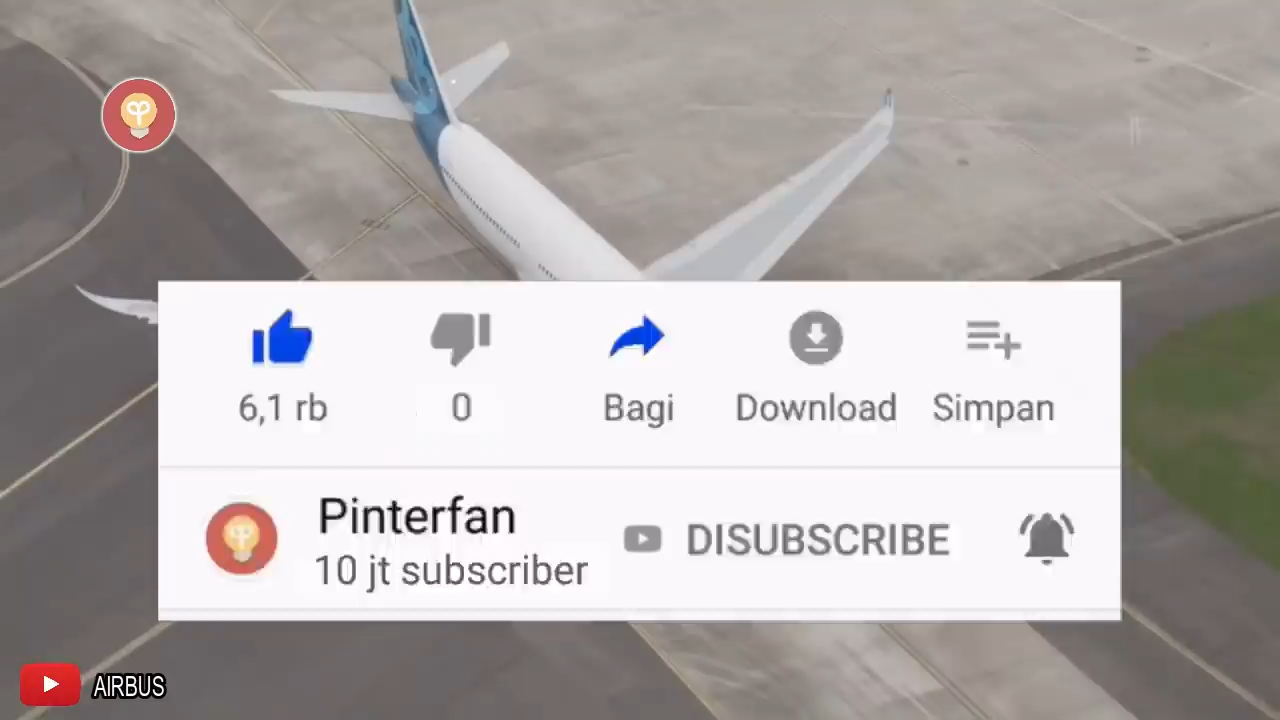 6,1 rb 0 Bagi Download Simpan
Pinterfan
10 jt subscriber
DISUBSCRIBE
AIRBUS